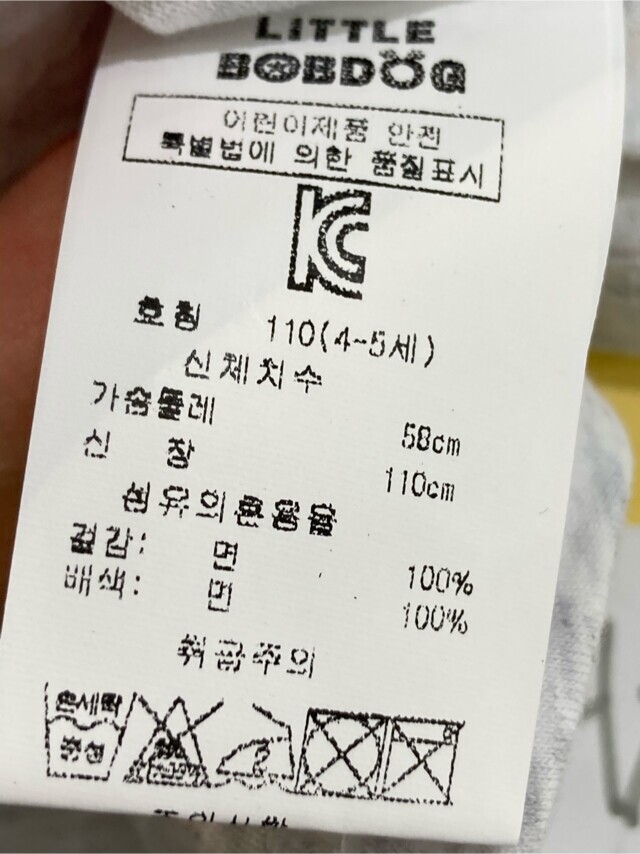 LiTTLE
BOBDOG
어린이제품 안전
특별법에 의한 품질표시
호칭 110(4-5세)
신체치수
가슴둘레 58cm
신 장 110cm
섬유의혼용율
겉감: 면 100%
배색: 면 100%
취급주의
손세탁
중성